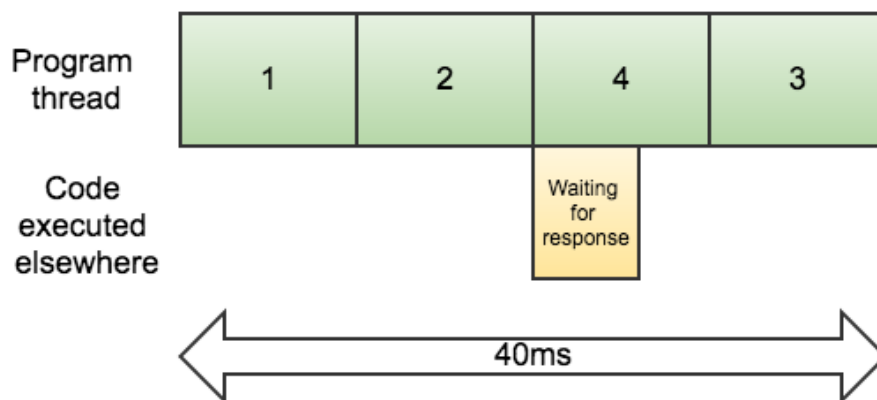 Program
thread
1
2
4
3
Code
executed
elsewhere
Waiting
for
response
40ms